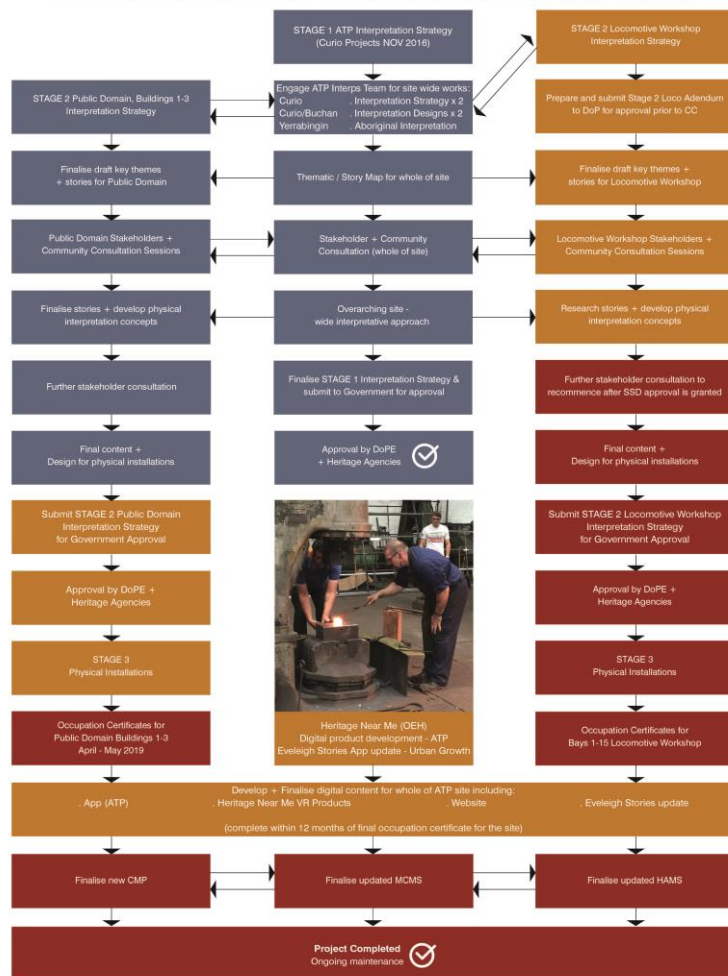 STAGE 1 ATP Interpretation Strategy
(Curio Projects NOV 2016)
STAGE 2 Locomotive Workshop
Interpretation Strategy
STAGE 2 Public Domain, Buildings 1-3
Interpretation Strategy
Engage ATP Interps Team for site wide works:
Curio . Interpretation Strategy x 2
Curio/Buchan . Interpretation Designs x 2
Yerrabingin . Aboriginal Interpretation
Prepare and submit Stage 2 Loco Adendum
to DoP for approval prior to CC
Finalise draft key themes
+ stories for Public Domain
Thematic / Story Map for whole of site
Finalise draft key themes +
stories for Locomotive Workshop
Public Domain Stakeholders +
Community Consultation Sessions
Stakeholder + Community
Consultation (whole of site)
Locomotive Workshop Stakeholders +
Community Consultation Sessions
Finalise stories + develop physical
interpretation concepts
Overarching site -
wide interpretative approach
Research stories + develop physical
interpretation concepts
Further stakeholder consultation
Finalise STAGE 1 Interpretation Strategy &
submit to Government for approval
Further stakeholder consultation to
recommence after SSD approval is granted
Final content +
Design for physical installations
Approval by DoPE
+ Heritage Agencies
Final content +
Design for physical installations
Submit STAGE 2 Public Domain
Interpretation Strategy
for Government Approval
Submit STAGE 2 Locomotive Workshop
Interpretation Strategy
for Government Approval
Approval by DoPE +
Heritage Agencies
Approval by DoPE +
Heritage Agencies
STAGE 3
Physical Installations
STAGE 3
Physical Installations
Occupation Certificates for
Public Domain Buildings 1-3
April - May 2019
Heritage Near Me (OEH)
Digital product development - ATP
Eveleigh Stories App update - Urban Growth
Occupation Certificates for
Bays 1-15 Locomotive Workshop
Develop + Finalise digital content for whole of ATP site including:
. App (ATP) . Heritage Near Me VR Products . Website . Eveleigh Stories update
(complete within 12 months of final occupation certificate for the site)
Finalise new CMP
Finalise updated MCMS
Finalise updated HAMS
Project Completed
Ongoing maintenance